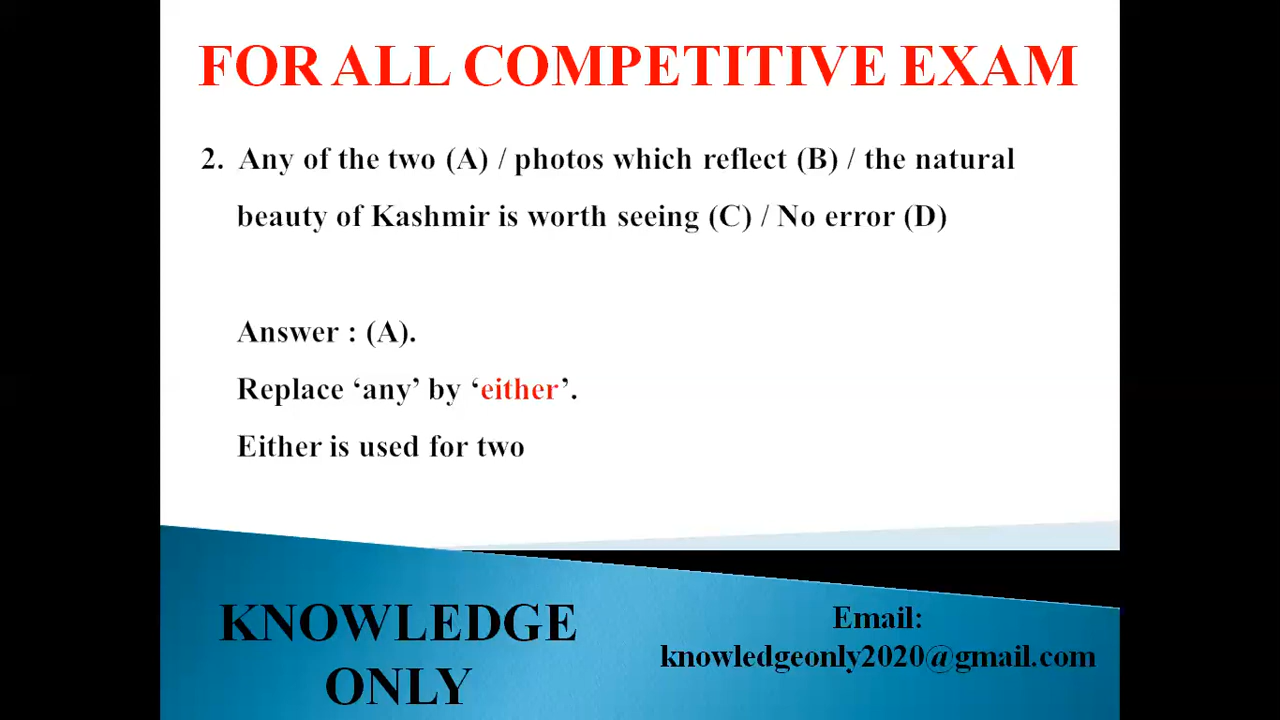 FOR ALL COMPETITIVE EXAM
2. Any of the two (A) / photos which reflect (B) / the natural
beauty of Kashmir is worth seeing (C) / No error (D)
Answer : (A).
Replace ‘any’ by ‘either’.
Either is used for two
KNOWLEDGE
ONLY
Email:
knowledgeonly2020@gmail.com